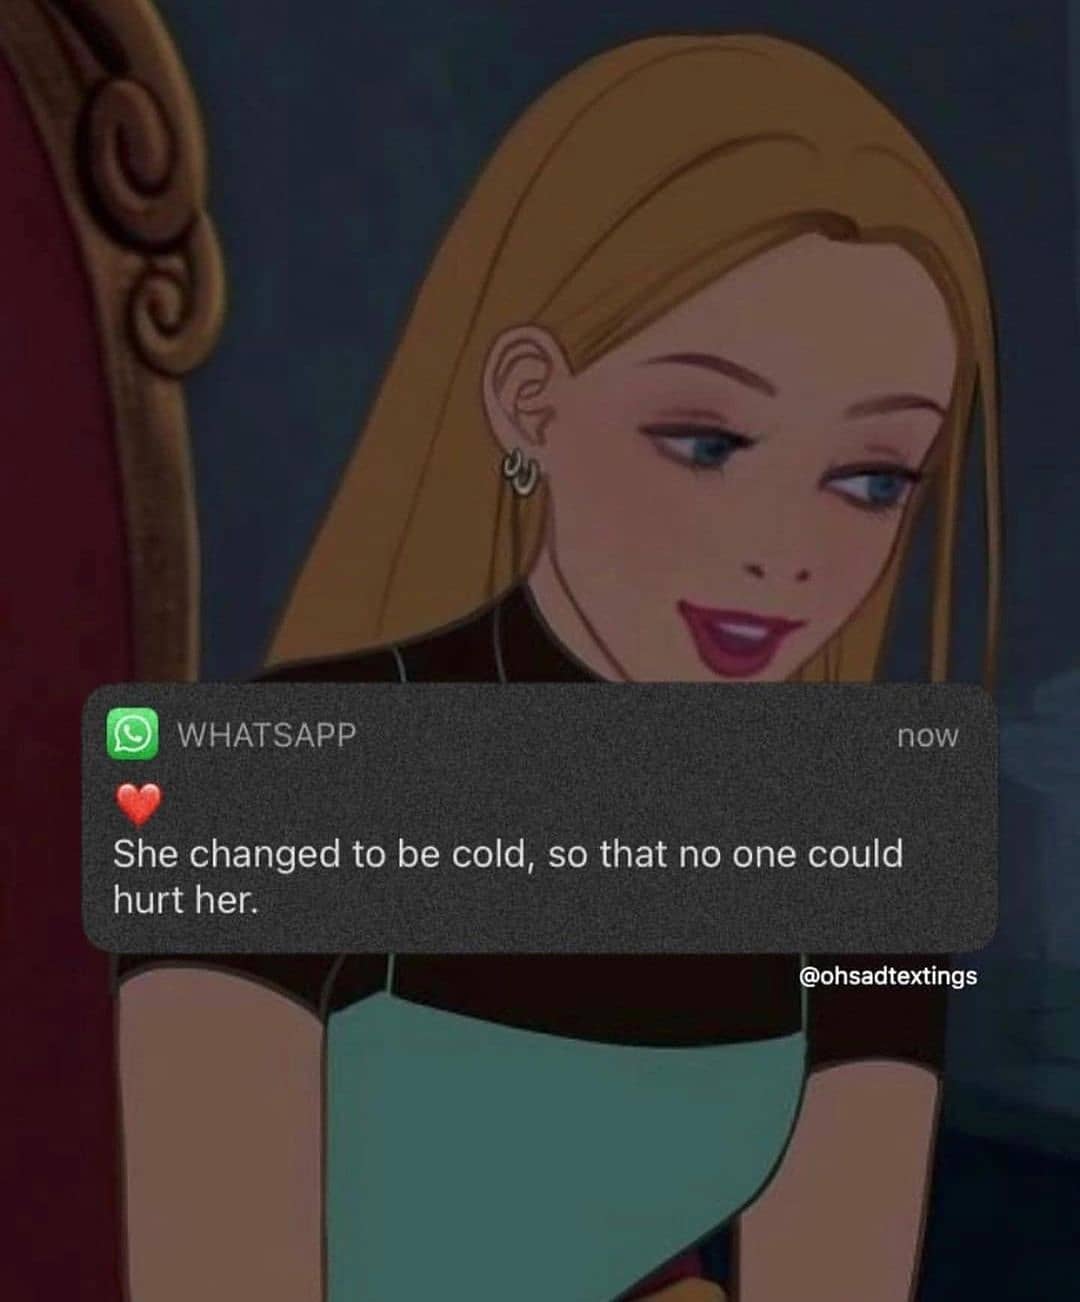 WHATSAPP now
❤️
She changed to be cold, so that no one could
hurt her.
@ohsadtextings